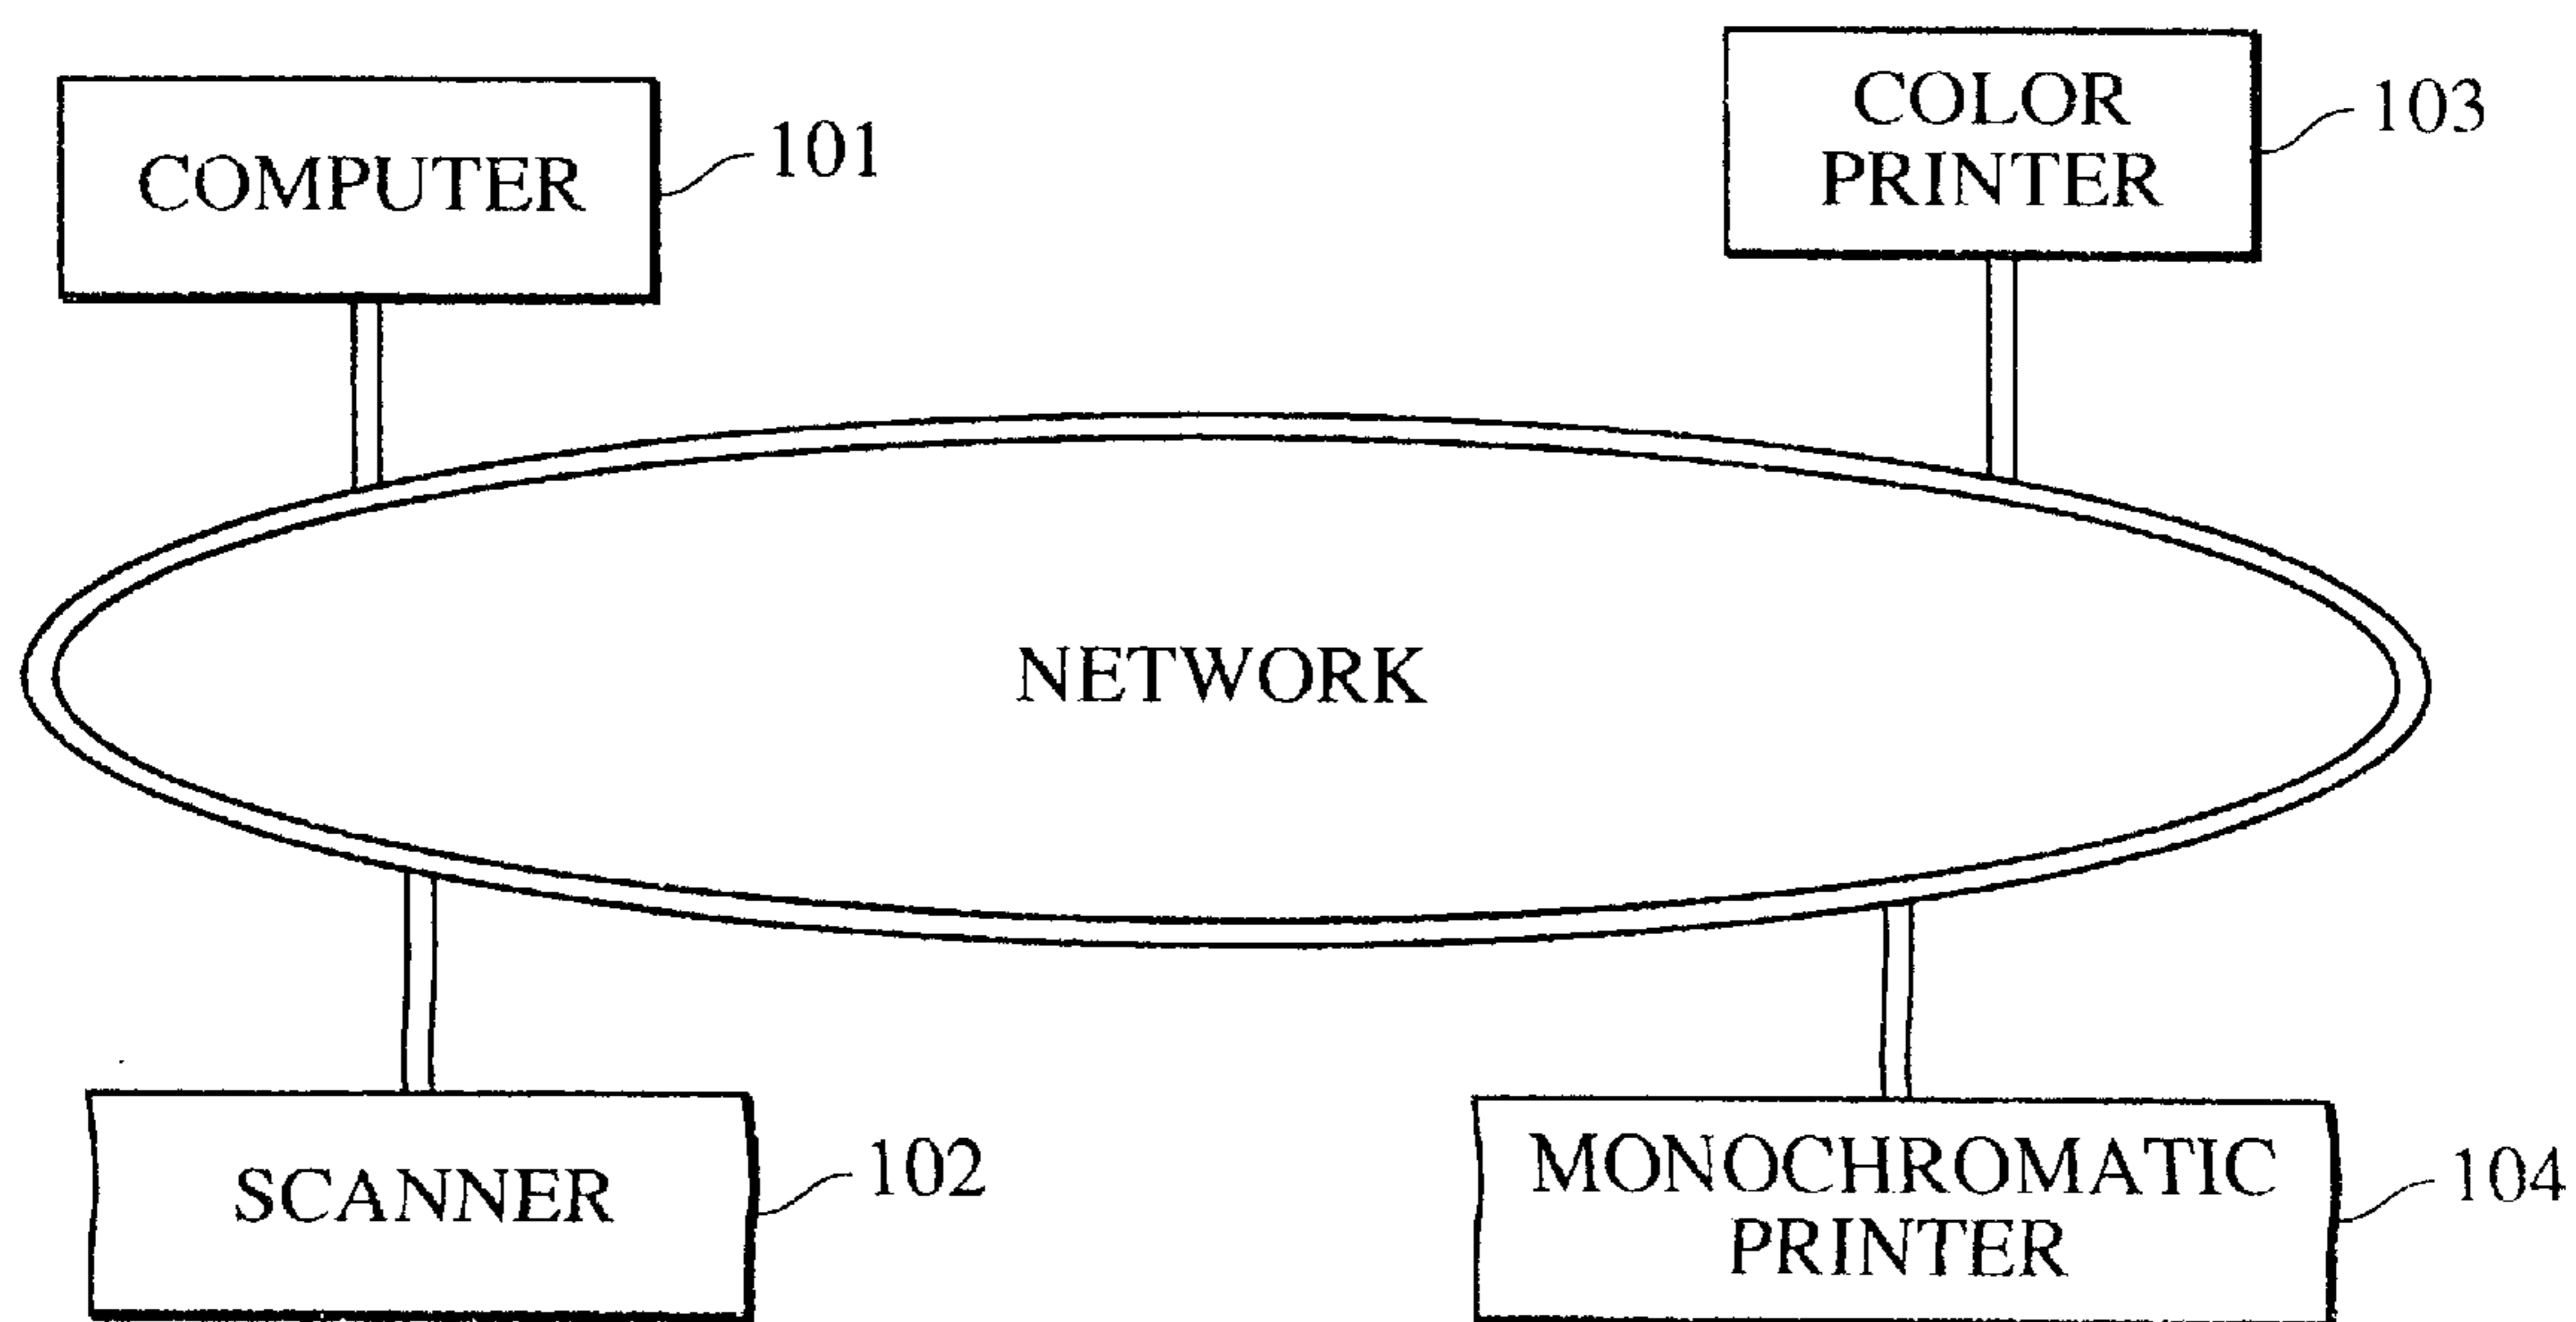 COMPUTER
101
COLOR
PRINTER
103
NETWORK
SCANNER
102
MONOCHROMATIC
PRINTER
104